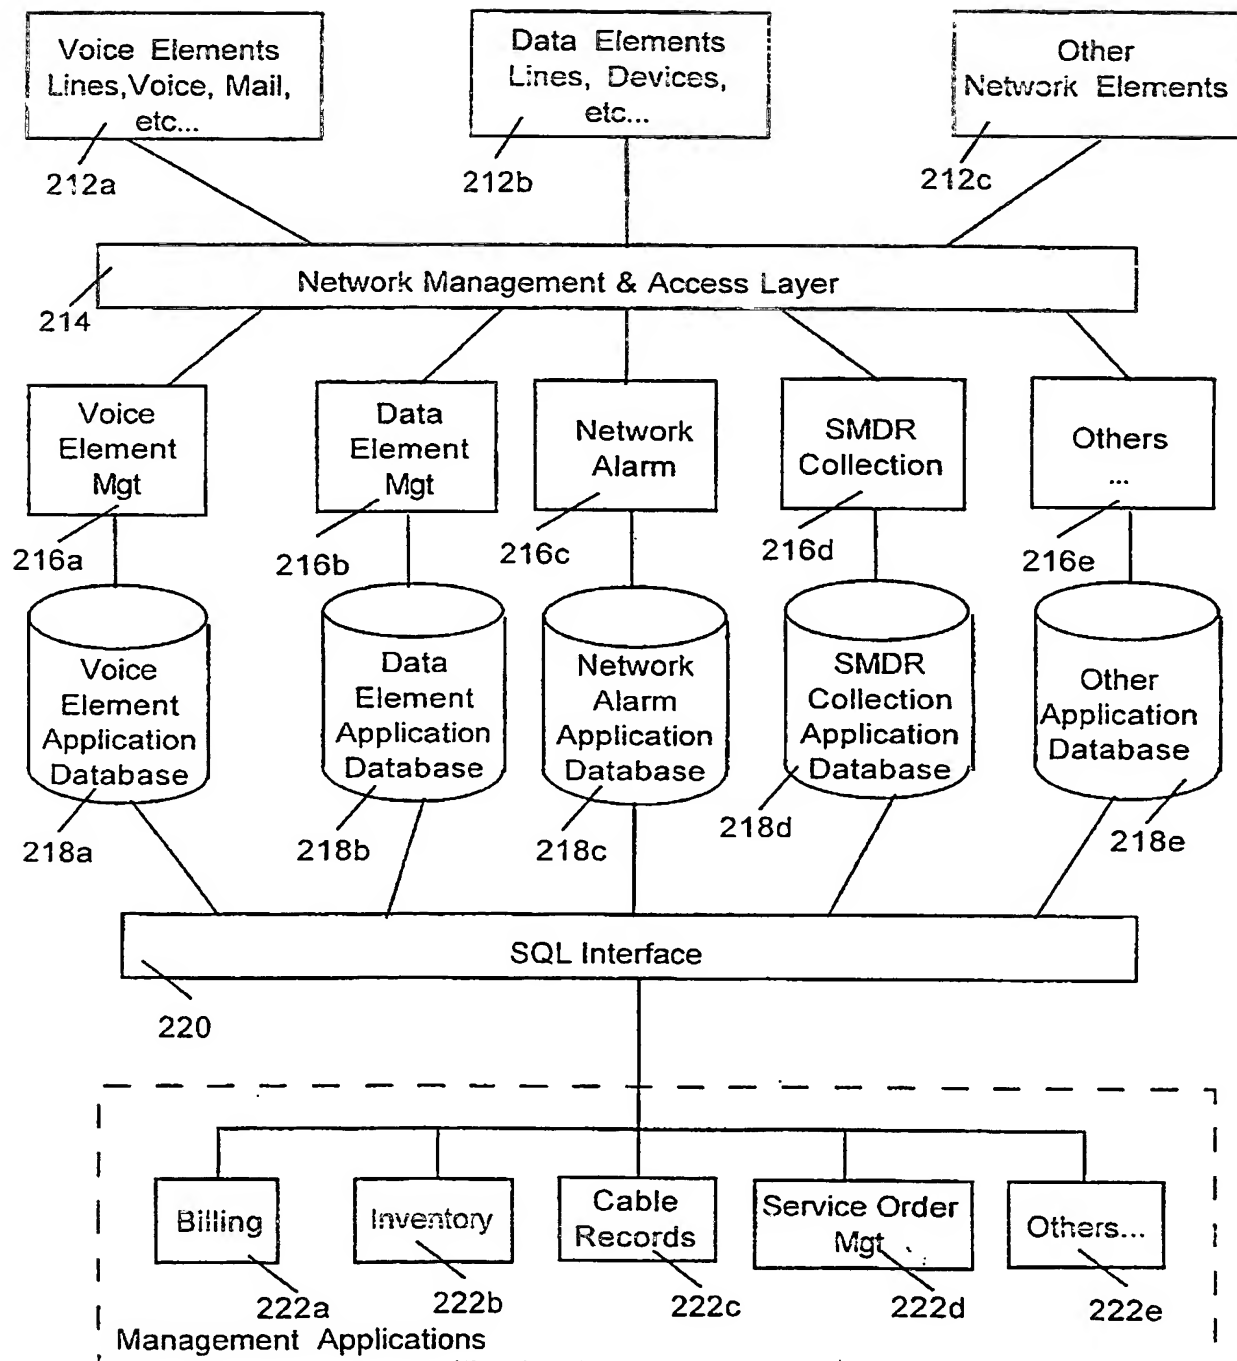 Voice Elements
Lines,Voice, Mail,
etc...
212a
Data Elements
Lines, Devices,
etc...
212b
Other
Network Elements
212c
Network Management & Access Layer
214
Voice
Element
Mgt
216a
Data
Element
Mgt
216b
Network
Alarm
216c
SMDR
Collection
216d
Others
...
216e
Voice
Element
Application
Database
218a
Data
Element
Application
Database
218b
Network
Alarm
Application
Database
218c
SMDR
Collection
Application
Database
218d
Other
Application
Database
218e
SQL Interface
220
Billing
222a
Inventory
222b
Cable
Records
222c
Service Order
Mgt
222d
Others...
222e
Management Applications